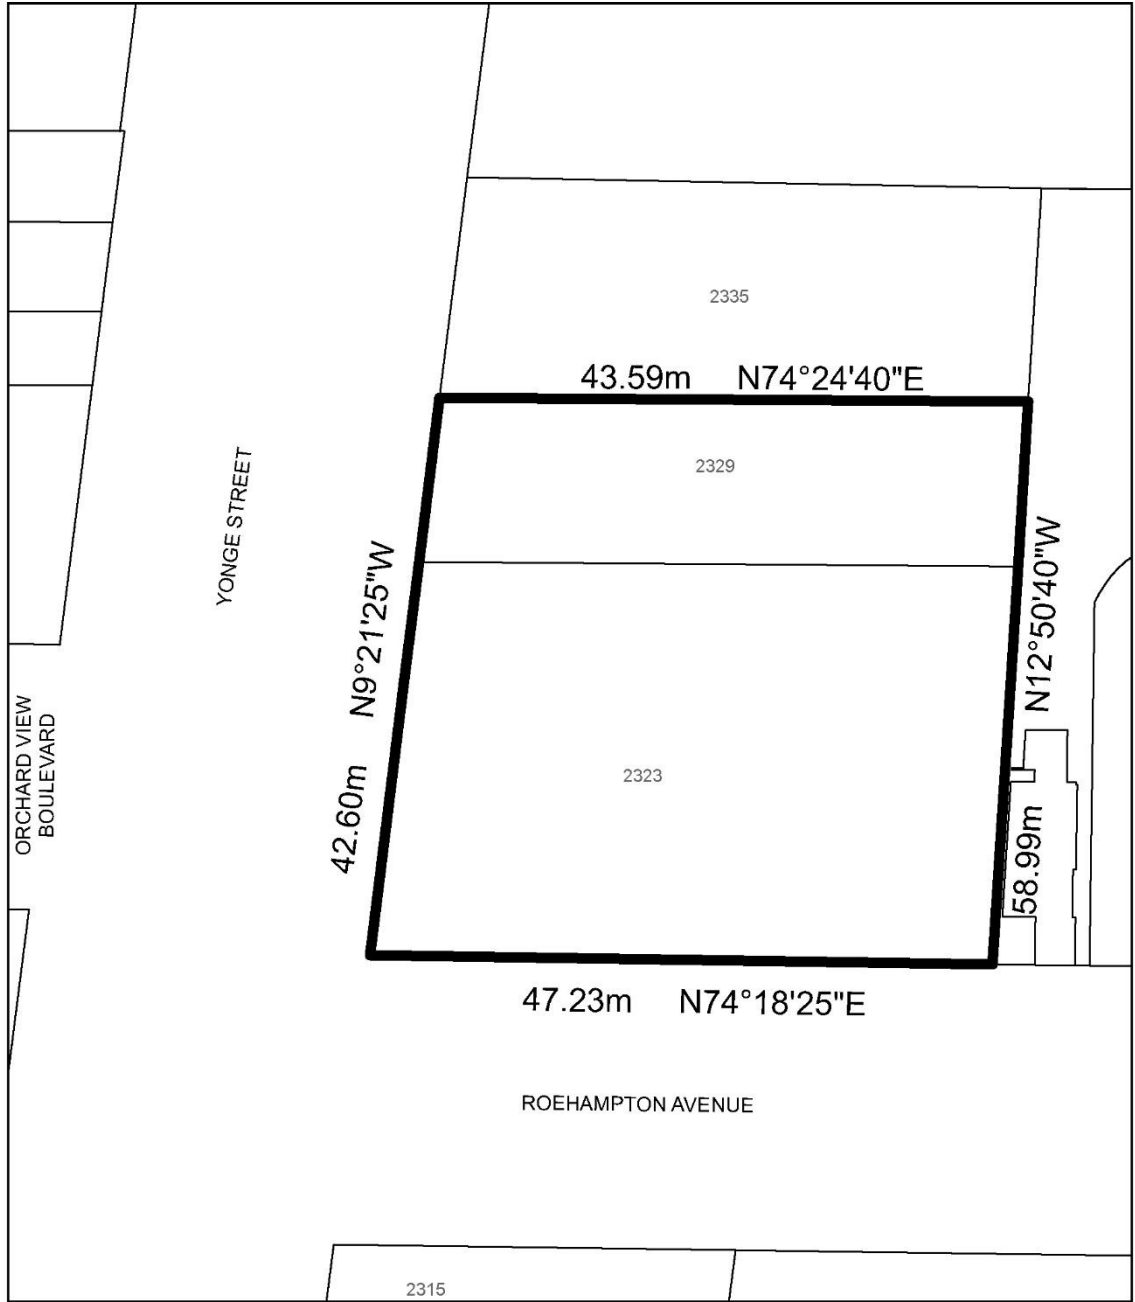 2335
43.59m N74°24'40"E
2329
YONGE STREET
N9°21'25"W
N12°50'40"W
ORCHARD VIEW
BOULEVARD
2323
42.60m
58.99m
47.23m N74°18'25"E
ROEHAMPTON AVENUE
2315